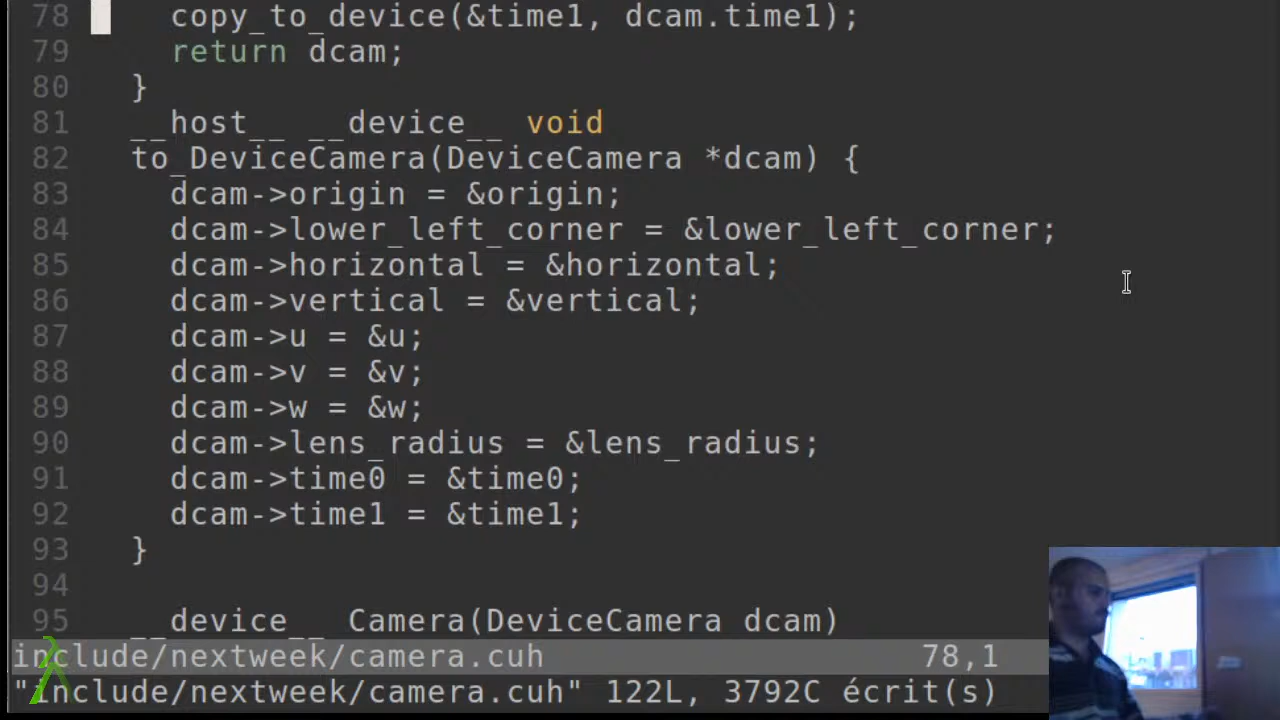 78 copy_to_device(&time1, dcam.time1);
79 return dcam;
80 }
81 __host__ __device__ void
82 to_DeviceCamera(DeviceCamera *dcam) {
83 dcam->origin = &origin;
84 dcam->lower_left_corner = &lower_left_corner;
85 dcam->horizontal = &horizontal;
86 dcam->vertical = &vertical;
87 dcam->u = &u;
88 dcam->v = &v;
89 dcam->w = &w;
90 dcam->lens_radius = &lens_radius;
91 dcam->time0 = &time0;
92 dcam->time1 = &time1;
93 }
94
95 __device__ Camera(DeviceCamera dcam)
include/nextweek/camera.cuh 78,1
"include/nextweek/camera.cuh" 122L, 3792C écrit(s)